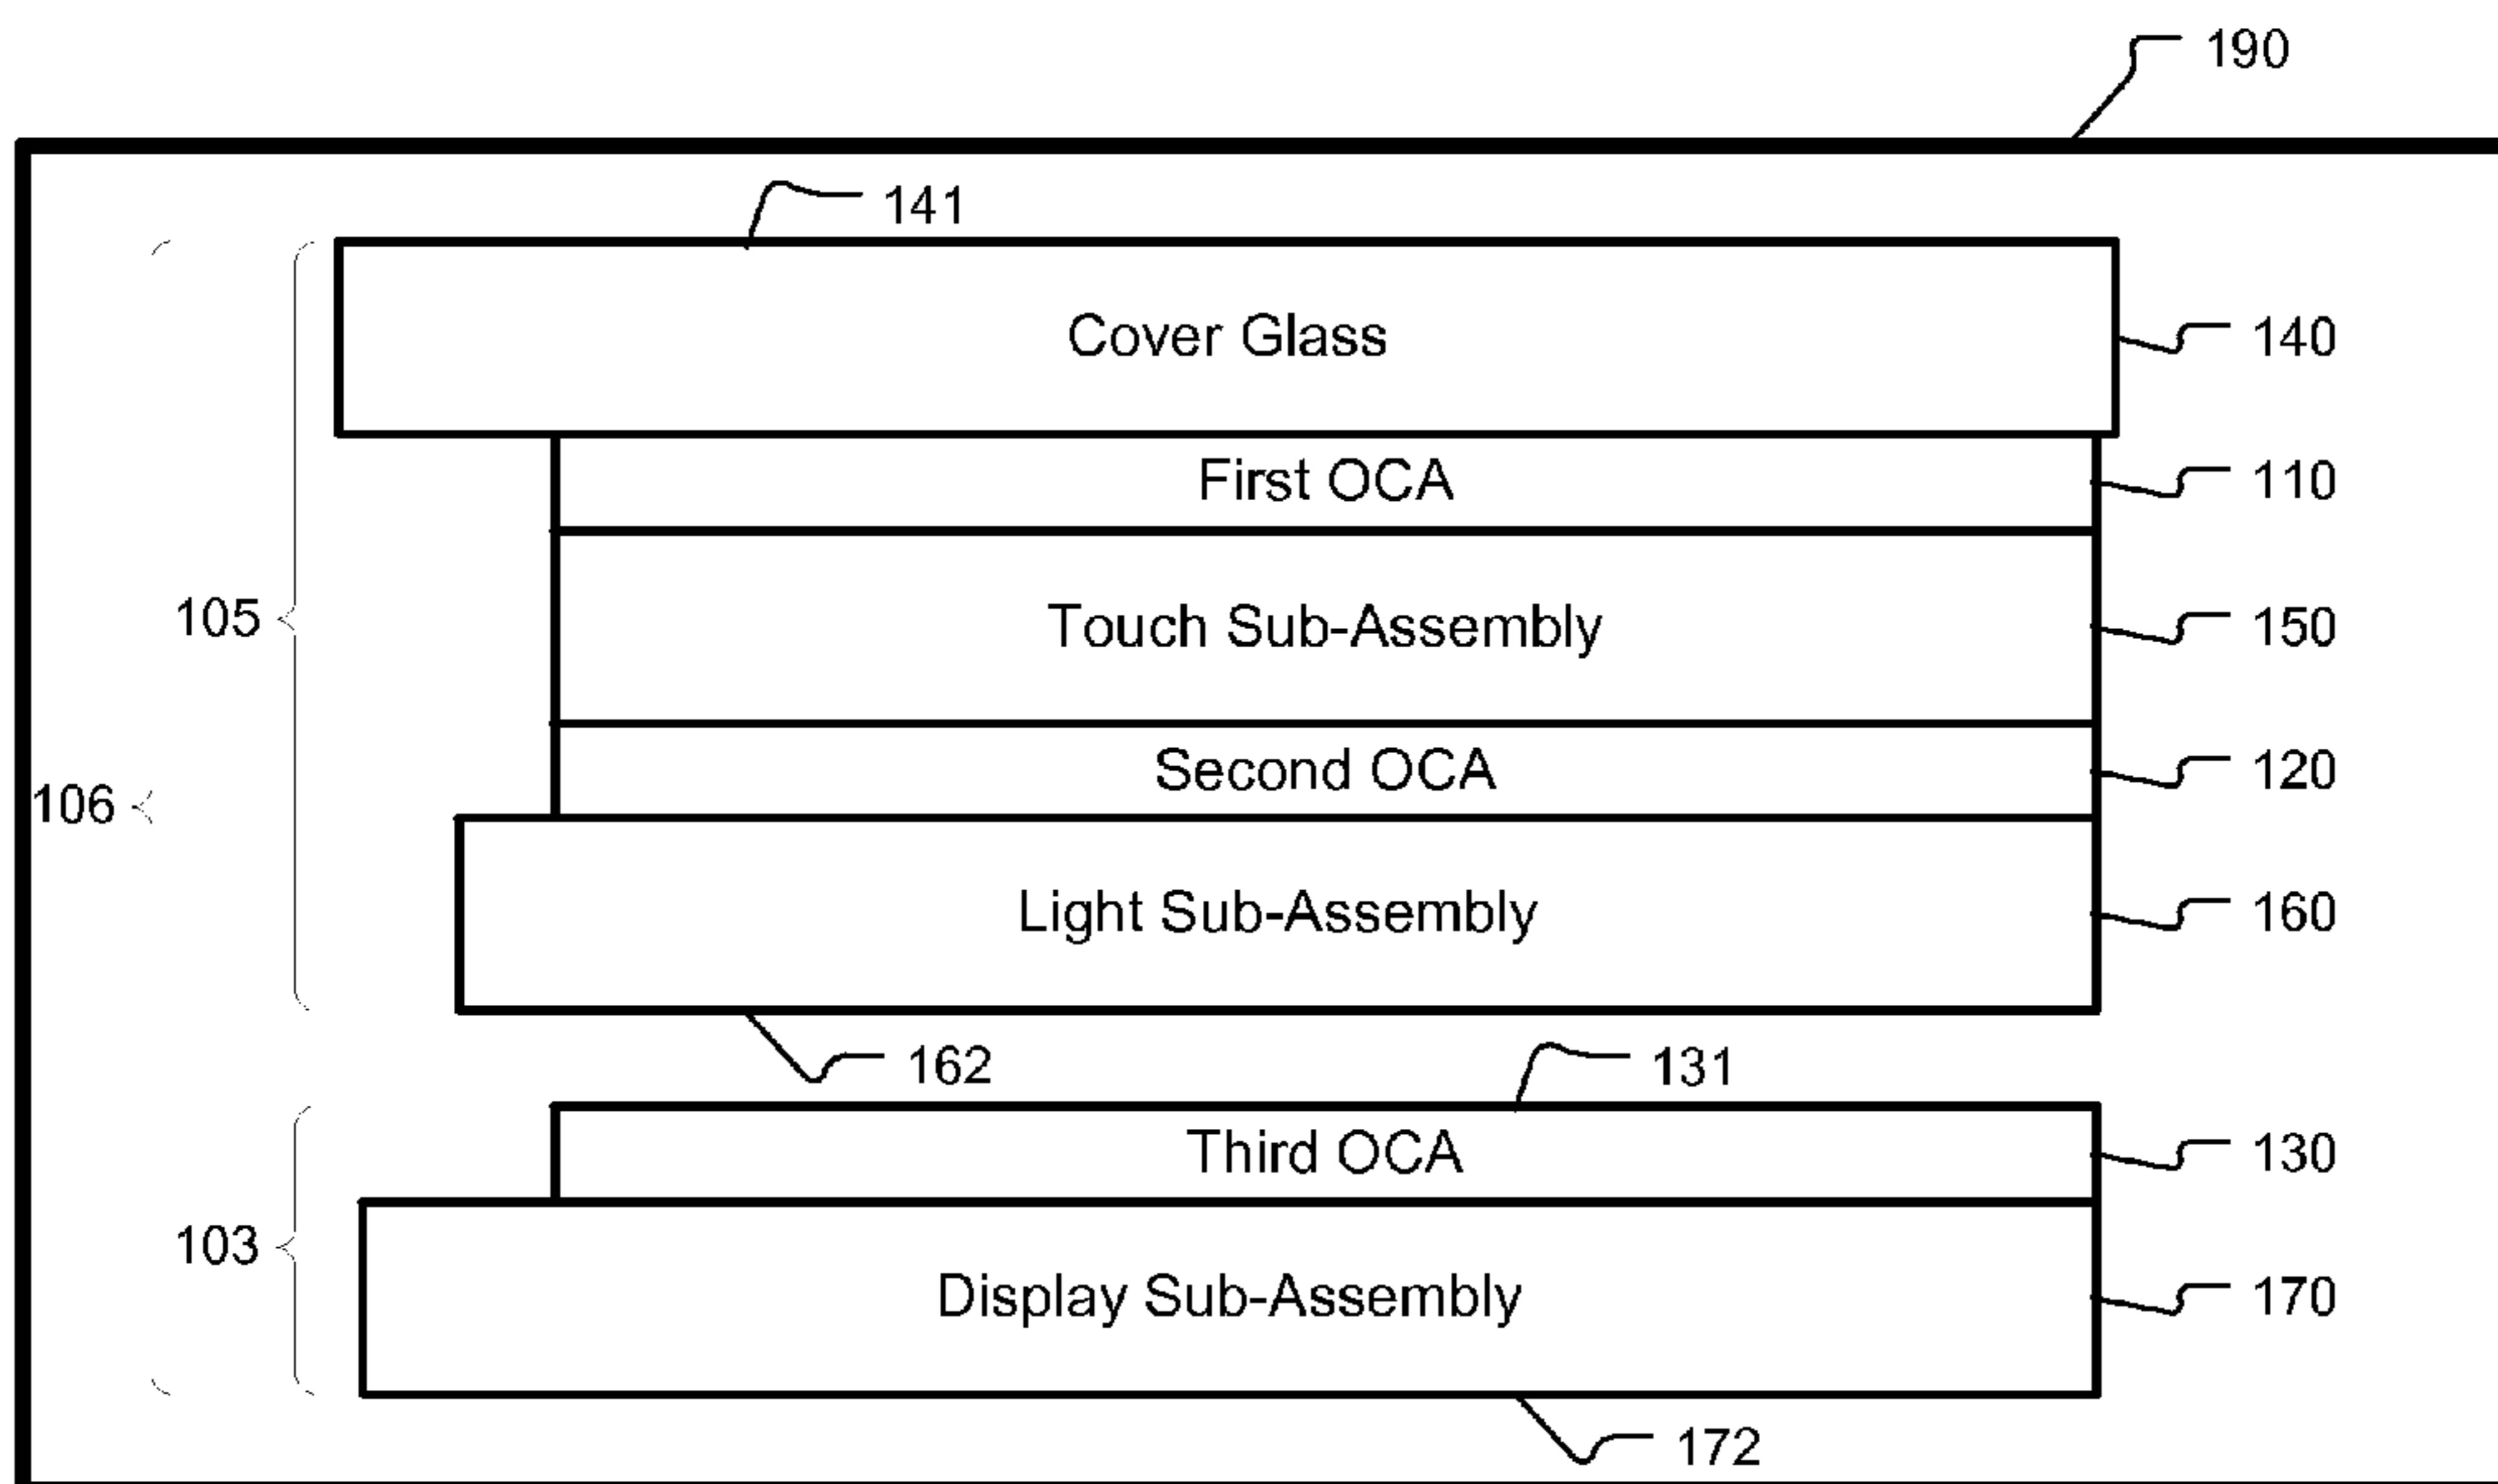 190
141
Cover Glass
140
First OCA
110
105
Touch Sub-Assembly
150
Second OCA
120
106
Light Sub-Assembly
160
162
131
Third OCA
130
103
Display Sub-Assembly
170
172